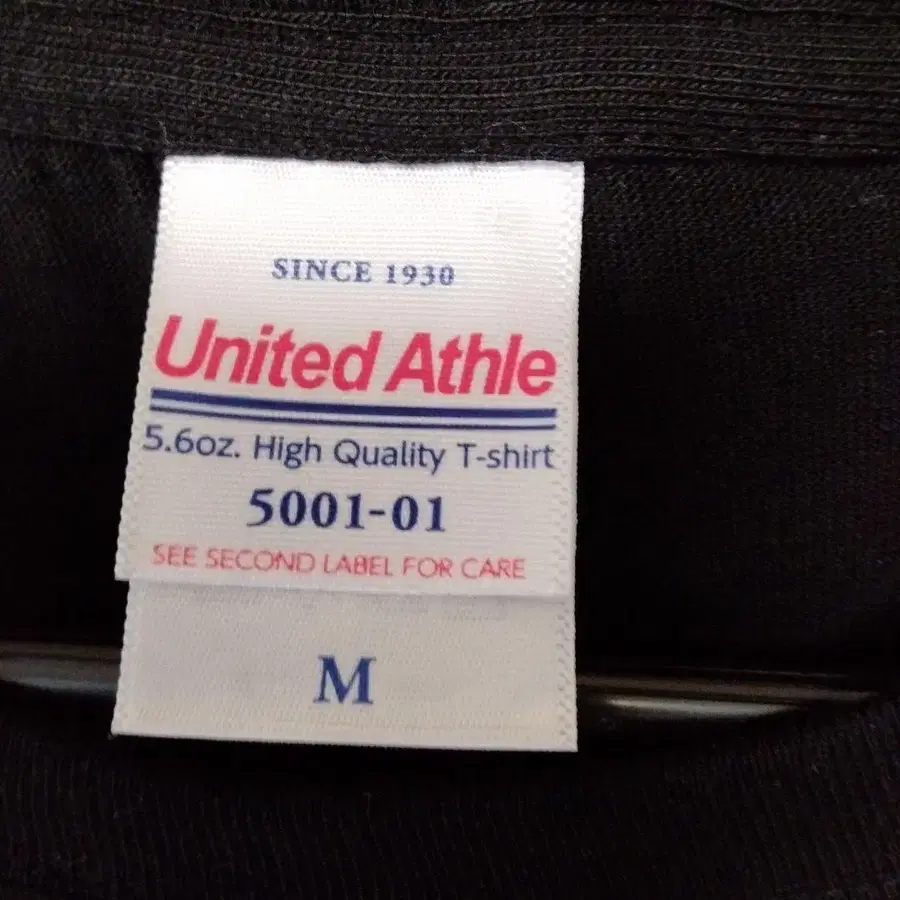 SINCE 1930
United Athle
5.6oz. High Quality T-shirt
5001-01
SEE SECOND LABEL FOR CARE
M